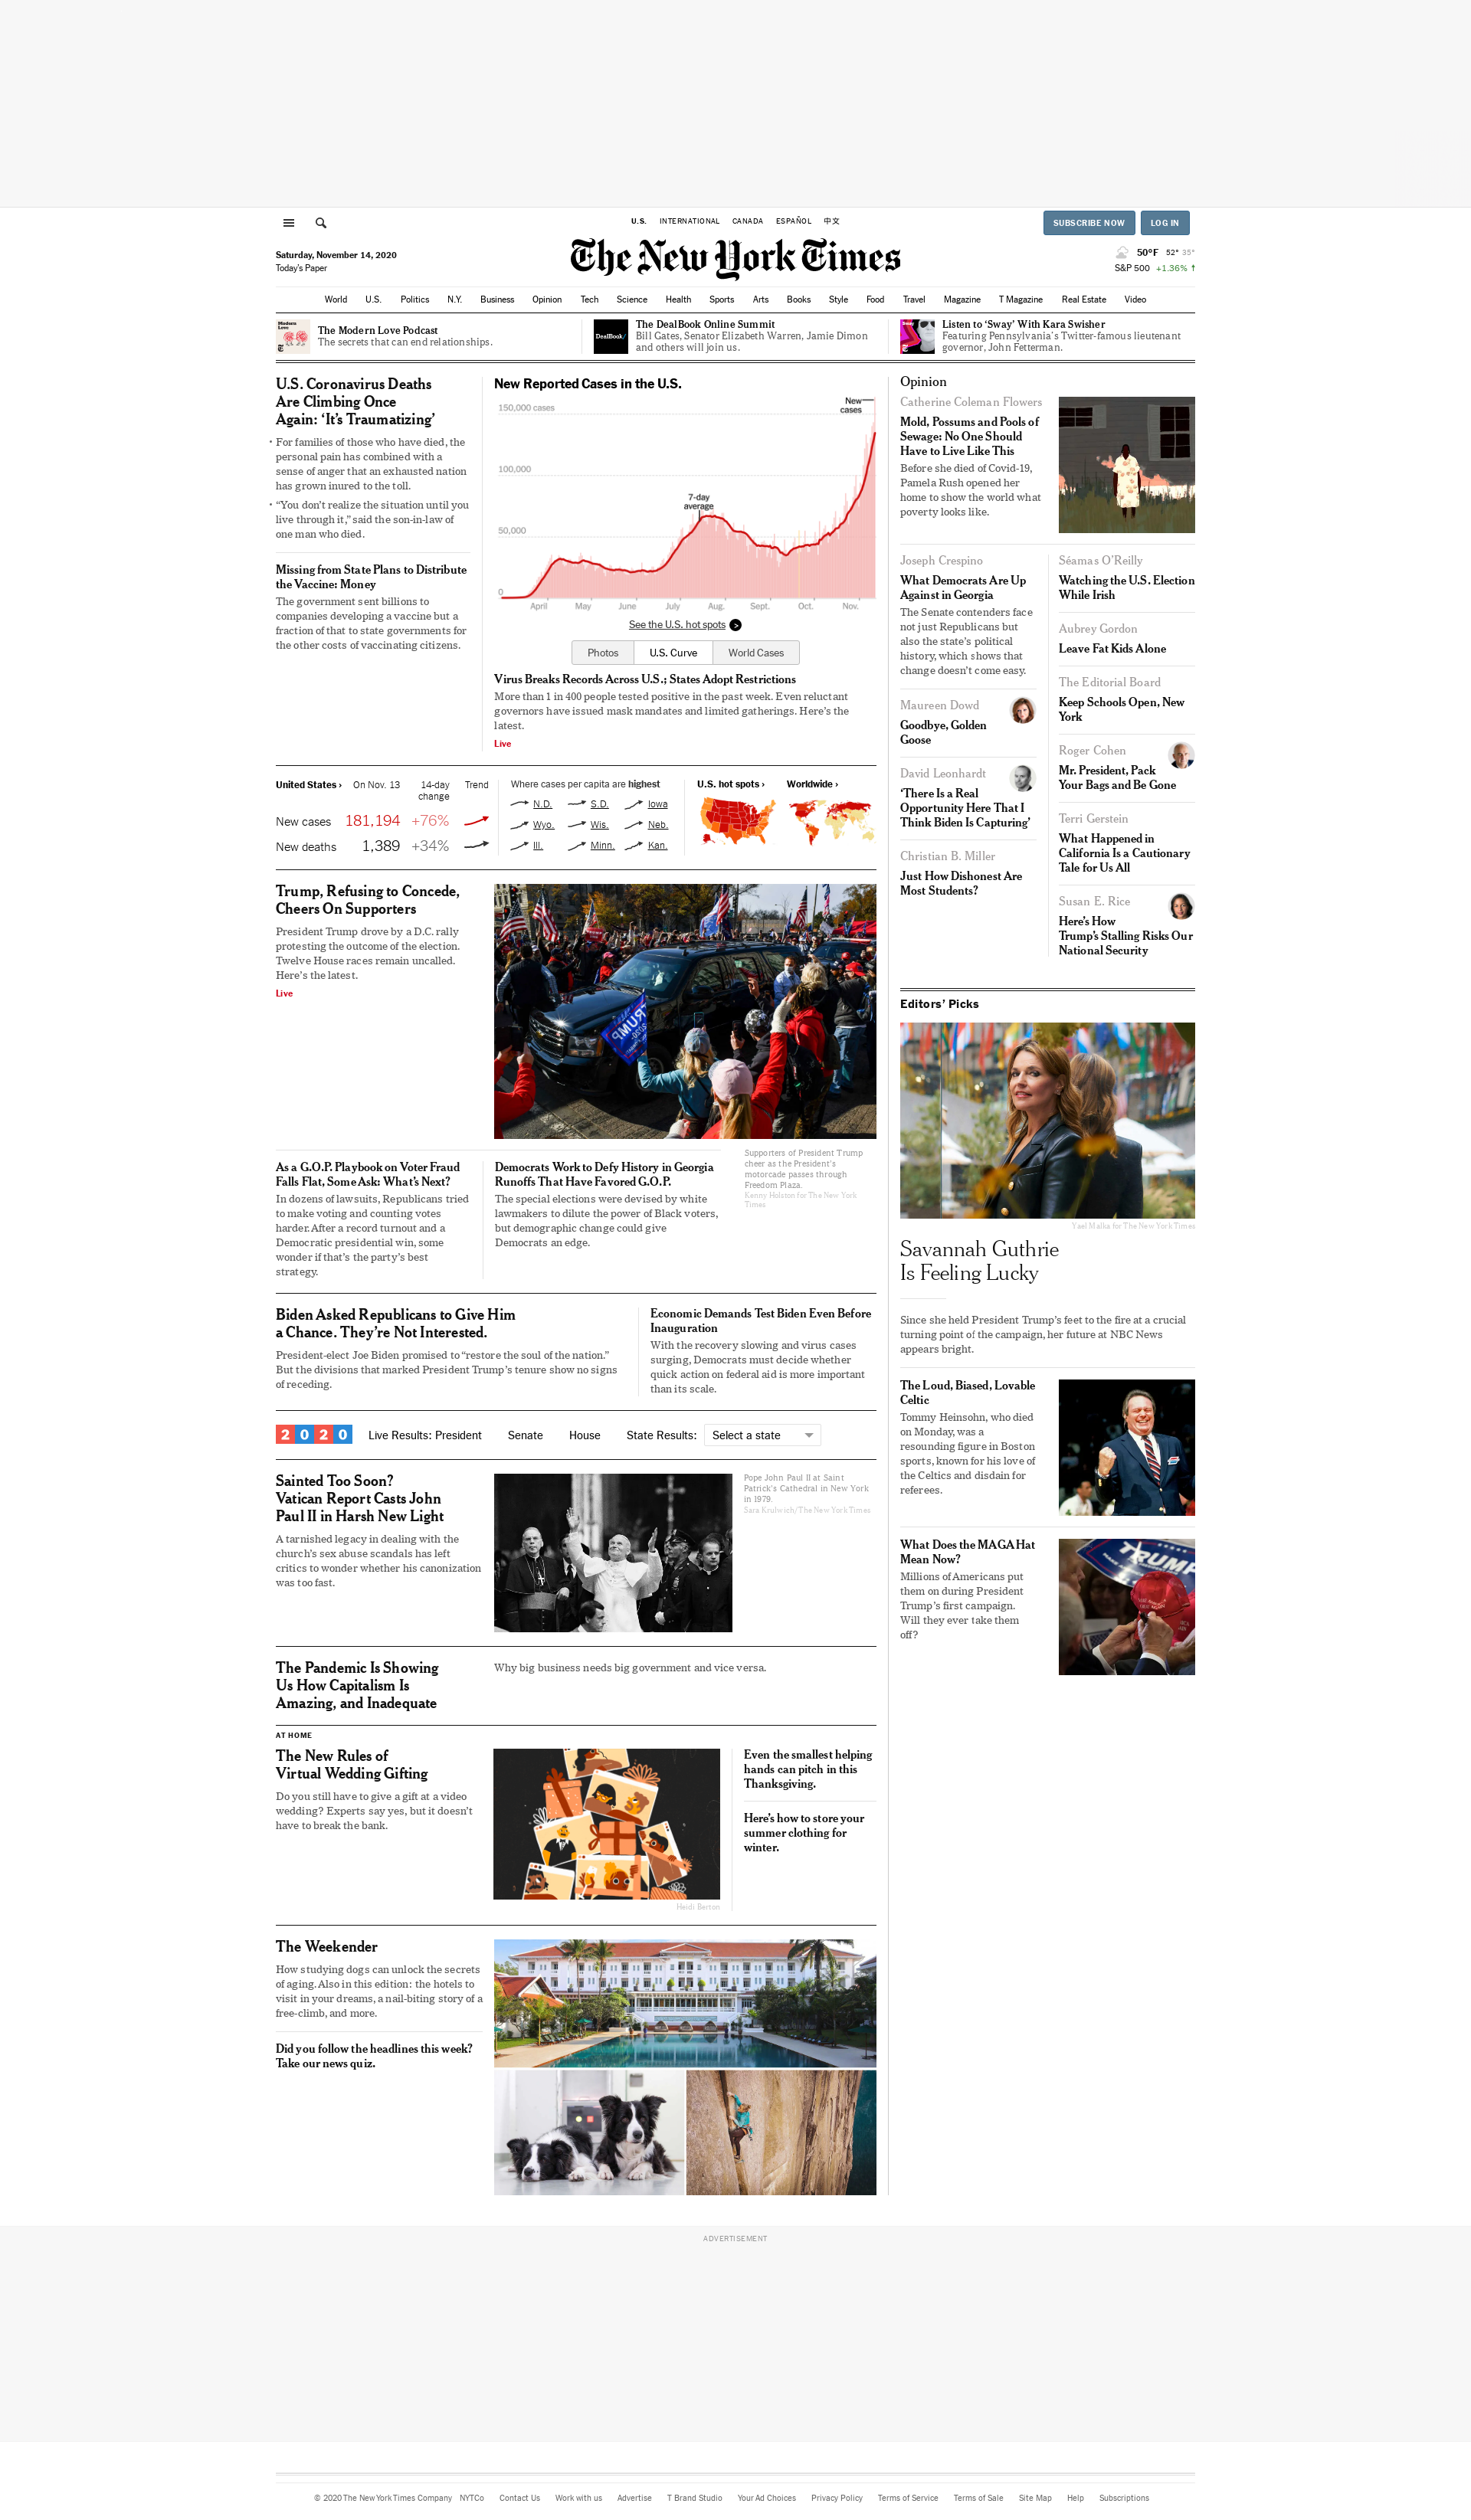 U.S. INTERNATIONAL CANADA ESPAÑOL 中文
SUBSCRIBE NOW LOG IN
Saturday, November 14, 2020
Today's Paper
The New York Times
50°F 52° 35°
S&P 500 +1.36% ↑
World U.S. Politics N.Y. Business Opinion Tech Science Health Sports Arts Books Style Food Travel Magazine T Magazine Real Estate Video
Modern Love
The Modern Love Podcast
The secrets that can end relationships.
DealBook/
The DealBook Online Summit
Bill Gates, Senator Elizabeth Warren, Jamie Dimon
and others will join us.
Sway
Listen to ‘Sway’ With Kara Swisher
Featuring Pennsylvania's Twitter-famous lieutenant
governor, John Fetterman.
U.S. Coronavirus Deaths
Are Climbing Once
Again: ‘It’s Traumatizing’
• For families of those who have died, the
personal pain has combined with a
sense of anger that an exhausted nation
has grown inured to the toll.
• “You don’t realize the situation until you
live through it,” said the son-in-law of
one man who died.
Missing from State Plans to Distribute
the Vaccine: Money
The government sent billions to
companies developing a vaccine but a
fraction of that to state governments for
the other costs of vaccinating citizens.
New Reported Cases in the U.S.
150,000 cases
New
cases
100,000
7-day
average
50,000
0
April May June July Aug. Sept. Oct. Nov.
See the U.S. hot spots >
Photos U.S. Curve World Cases
Virus Breaks Records Across U.S.; States Adopt Restrictions
More than 1 in 400 people tested positive in the past week. Even reluctant
governors have issued mask mandates and limited gatherings. Here’s the
latest.
Live
United States › On Nov. 13 14-day
change Trend
New cases 181,194 +76%
New deaths 1,389 +34%
Where cases per capita are highest
N.D. S.D. Iowa
Wyo. Wis. Neb.
Ill. Minn. Kan.
U.S. hot spots › Worldwide ›
Trump, Refusing to Concede,
Cheers On Supporters
President Trump drove by a D.C. rally
protesting the outcome of the election.
Twelve House races remain uncalled.
Here’s the latest.
Live
TRUMP
Supporters of President Trump
cheer as the President's
motorcade passes through
Freedom Plaza.
Kenny Holston for The New York
Times
As a G.O.P. Playbook on Voter Fraud
Falls Flat, Some Ask: What’s Next?
In dozens of lawsuits, Republicans tried
to make voting and counting votes
harder. After a record turnout and a
Democratic presidential win, some
wonder if that’s the party’s best
strategy.
Democrats Work to Defy History in Georgia
Runoffs That Have Favored G.O.P.
The special elections were devised by white
lawmakers to dilute the power of Black voters,
but demographic change could give
Democrats an edge.
Biden Asked Republicans to Give Him
a Chance. They’re Not Interested.
President-elect Joe Biden promised to “restore the soul of the nation.”
But the divisions that marked President Trump’s tenure show no signs
of receding.
Economic Demands Test Biden Even Before
Inauguration
With the recovery slowing and virus cases
surging, Democrats must decide whether
quick action on federal aid is more important
than its scale.
2020 Live Results: President Senate House State Results: Select a state
Sainted Too Soon?
Vatican Report Casts John
Paul II in Harsh New Light
A tarnished legacy in dealing with the
church’s sex abuse scandals has left
critics to wonder whether his canonization
was too fast.
Pope John Paul II at Saint
Patrick's Cathedral in New York
in 1979.
Sara Krulwich/The New York Times
The Pandemic Is Showing
Us How Capitalism Is
Amazing, and Inadequate
Why big business needs big government and vice versa.
AT HOME
The New Rules of
Virtual Wedding Gifting
Do you still have to give a gift at a video
wedding? Experts say yes, but it doesn’t
have to break the bank.
Heidi Berton
Even the smallest helping
hands can pitch in this
Thanksgiving.
Here’s how to store your
summer clothing for
winter.
The Weekender
How studying dogs can unlock the secrets
of aging. Also in this edition: the hotels to
visit in your dreams, a nail-biting story of a
free-climb, and more.
Did you follow the headlines this week?
Take our news quiz.
Opinion
Catherine Coleman Flowers
Mold, Possums and Pools of
Sewage: No One Should
Have to Live Like This
Before she died of Covid-19,
Pamela Rush opened her
home to show the world what
poverty looks like.
Joseph Crespino
What Democrats Are Up
Against in Georgia
The Senate contenders face
not just Republicans but
also the state’s political
history, which shows that
change doesn’t come easy.
Maureen Dowd
Goodbye, Golden
Goose
David Leonhardt
‘There Is a Real
Opportunity Here That I
Think Biden Is Capturing’
Christian B. Miller
Just How Dishonest Are
Most Students?
Séamas O’Reilly
Watching the U.S. Election
While Irish
Aubrey Gordon
Leave Fat Kids Alone
The Editorial Board
Keep Schools Open, New
York
Roger Cohen
Mr. President, Pack
Your Bags and Be Gone
Terri Gerstein
What Happened in
California Is a Cautionary
Tale for Us All
Susan E. Rice
Here’s How
Trump’s Stalling Risks Our
National Security
Editors’ Picks
Yael Malka for The New York Times
Savannah Guthrie
Is Feeling Lucky
Since she held President Trump’s feet to the fire at a crucial
turning point of the campaign, her future at NBC News
appears bright.
The Loud, Biased, Lovable
Celtic
Tommy Heinsohn, who died
on Monday, was a
resounding figure in Boston
sports, known for his love of
the Celtics and disdain for
referees.
What Does the MAGA Hat
Mean Now?
Millions of Americans put
them on during President
Trump’s first campaign.
Will they ever take them
off?
TRUMP
ADVERTISEMENT
© 2020 The New York Times Company NYTCo Contact Us Work with us Advertise T Brand Studio Your Ad Choices Privacy Policy Terms of Service Terms of Sale Site Map Help Subscriptions